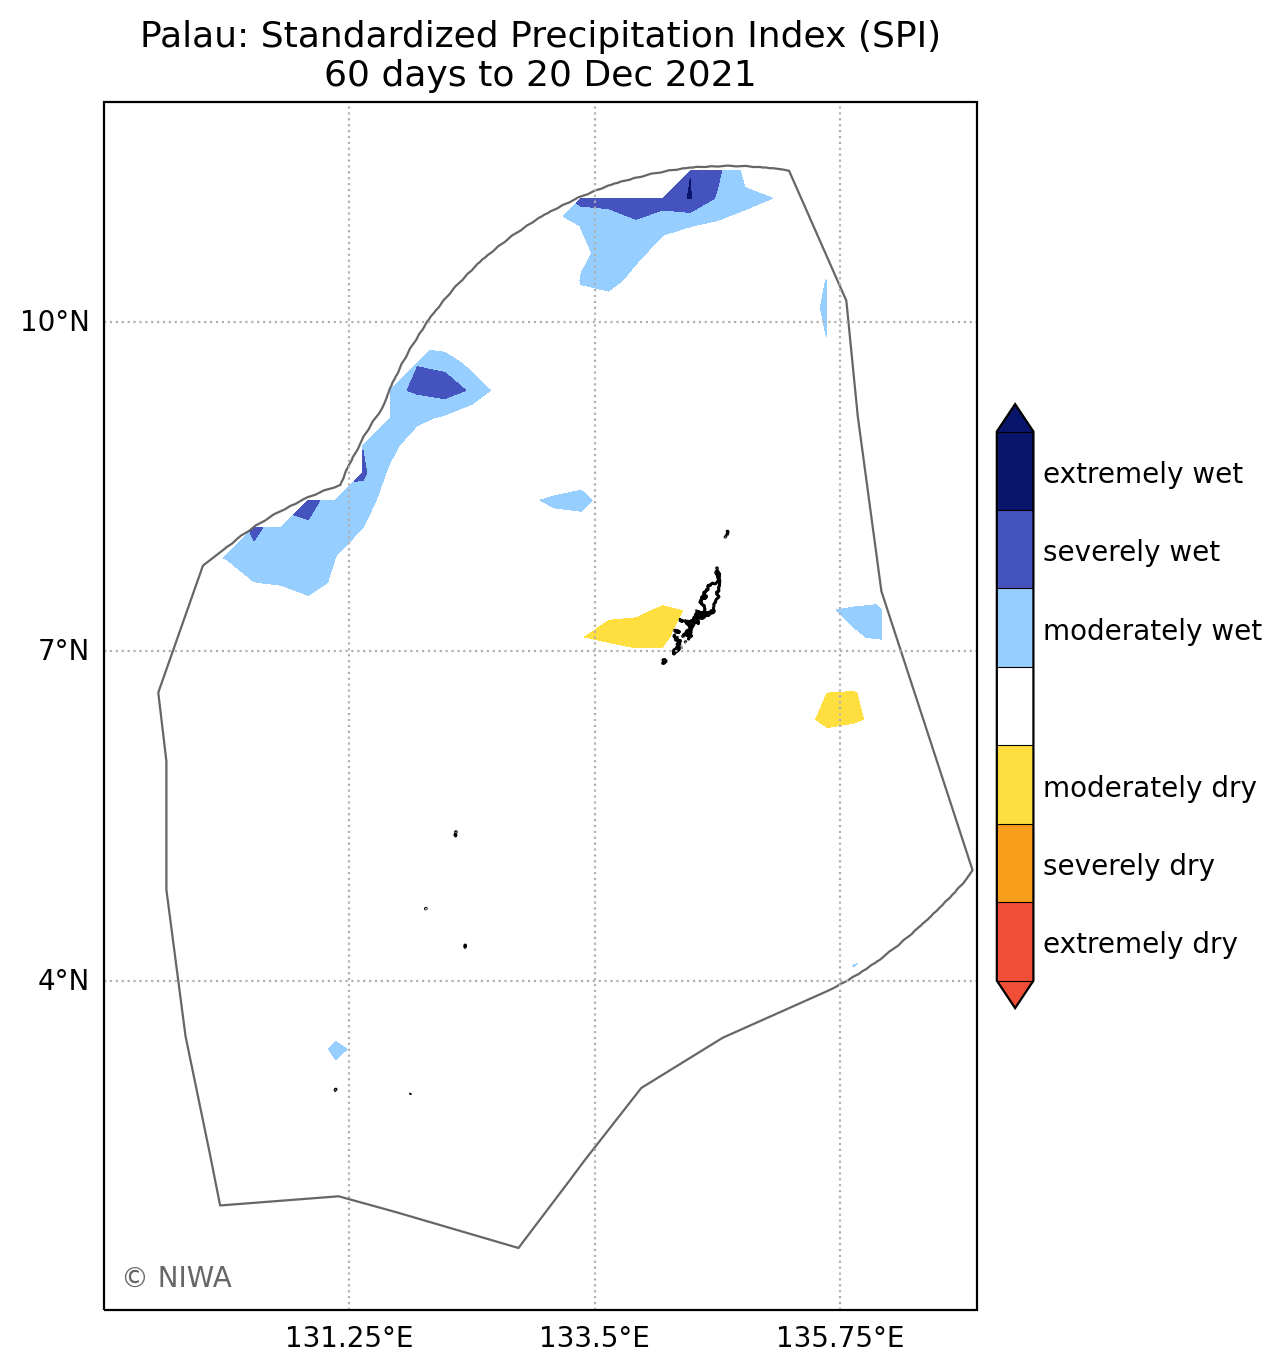 Palau: Standardized Precipitation Index (SPI)
60 days to 20 Dec 2021
10°N
7°N
4°N
131.25°E
133.5°E
135.75°E
extremely wet
severely wet
moderately wet
moderately dry
severely dry
extremely dry
© NIWA